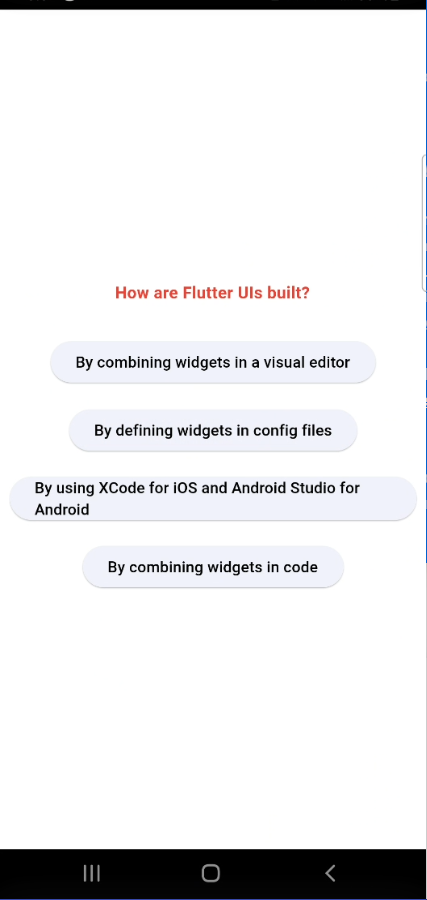 How are Flutter UIs built?
By combining widgets in a visual editor
By defining widgets in config files
By using XCode for iOS and Android Studio for
Android
By combining widgets in code